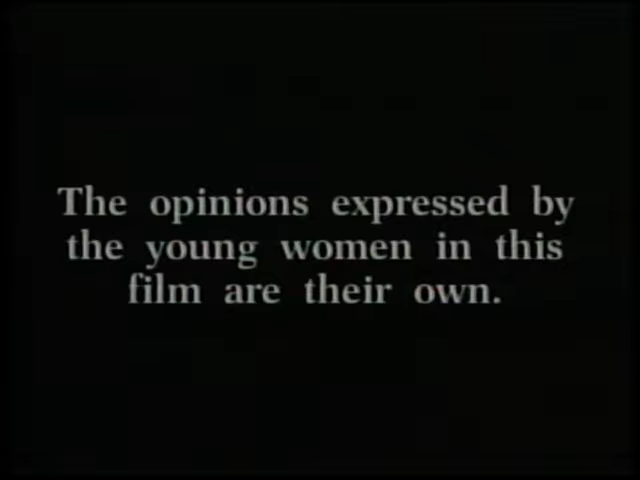 The opinions expressed by
the young women in this
film are their own.